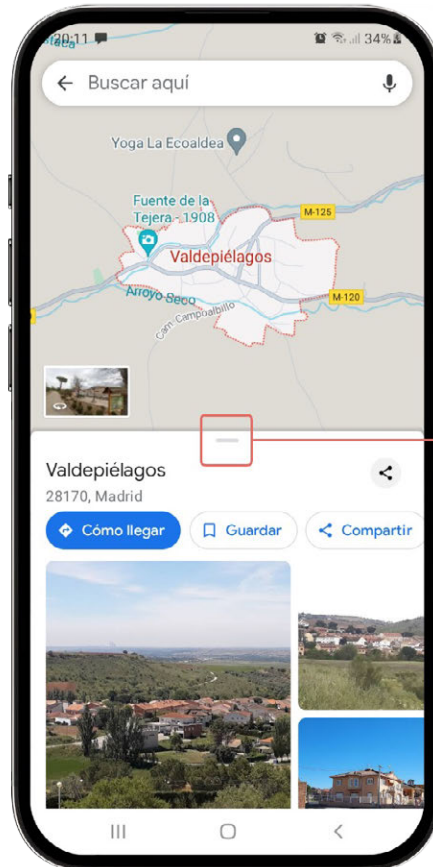 20:11
34%
Buscar aquí
Yoga La Ecoaldea
Fuente de la
Tejera - 1908
M-125
Valdepiélagos
M-120
Arroyo Seco
Cam. Campoalbillo
Valdepiélagos
28170, Madrid
Cómo llegar
Guardar
Compartir